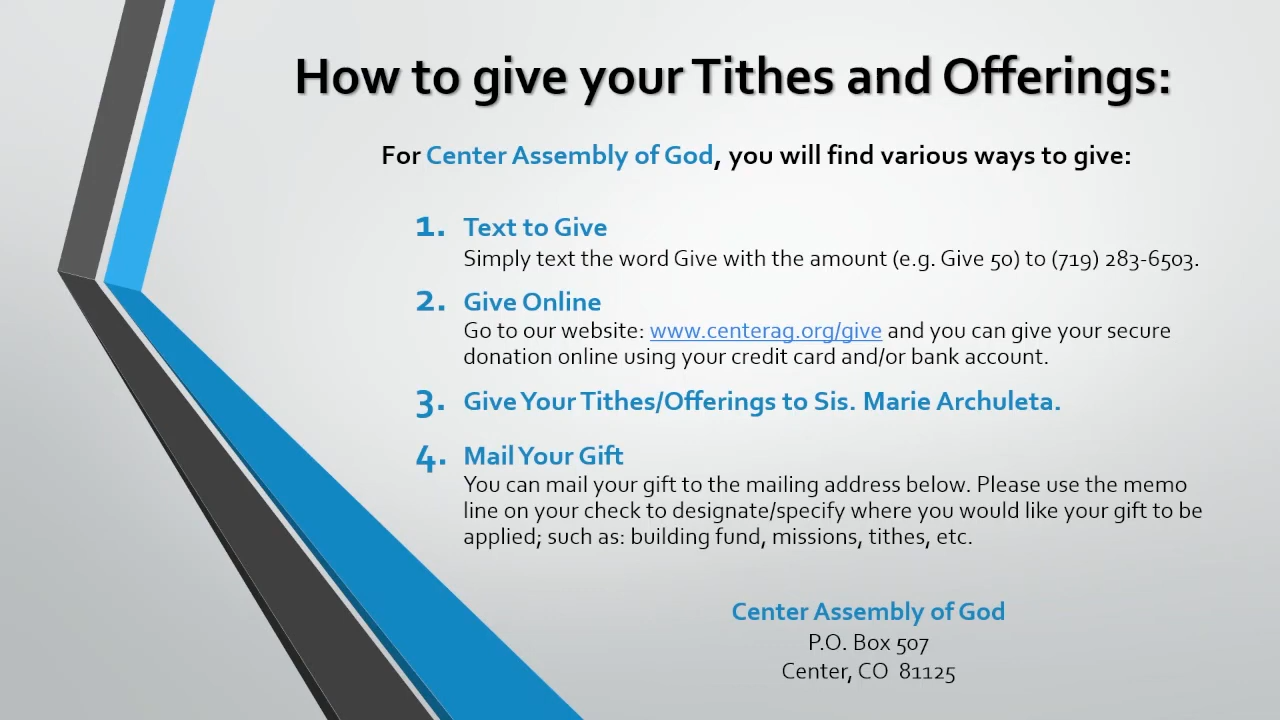 How to give your Tithes and Offerings:
For Center Assembly of God, you will find various ways to give:
1. Text to Give
Simply text the word Give with the amount (e.g. Give 50) to (719) 283-6503.
2. Give Online
Go to our website: www.centerag.org/give and you can give your secure
donation online using your credit card and/or bank account.
3. Give Your Tithes/Offerings to Sis. Marie Archuleta.
4. Mail Your Gift
You can mail your gift to the mailing address below. Please use the memo
line on your check to designate/specify where you would like your gift to be
applied; such as: building fund, missions, tithes, etc.
Center Assembly of God
P.O. Box 507
Center, CO 81125